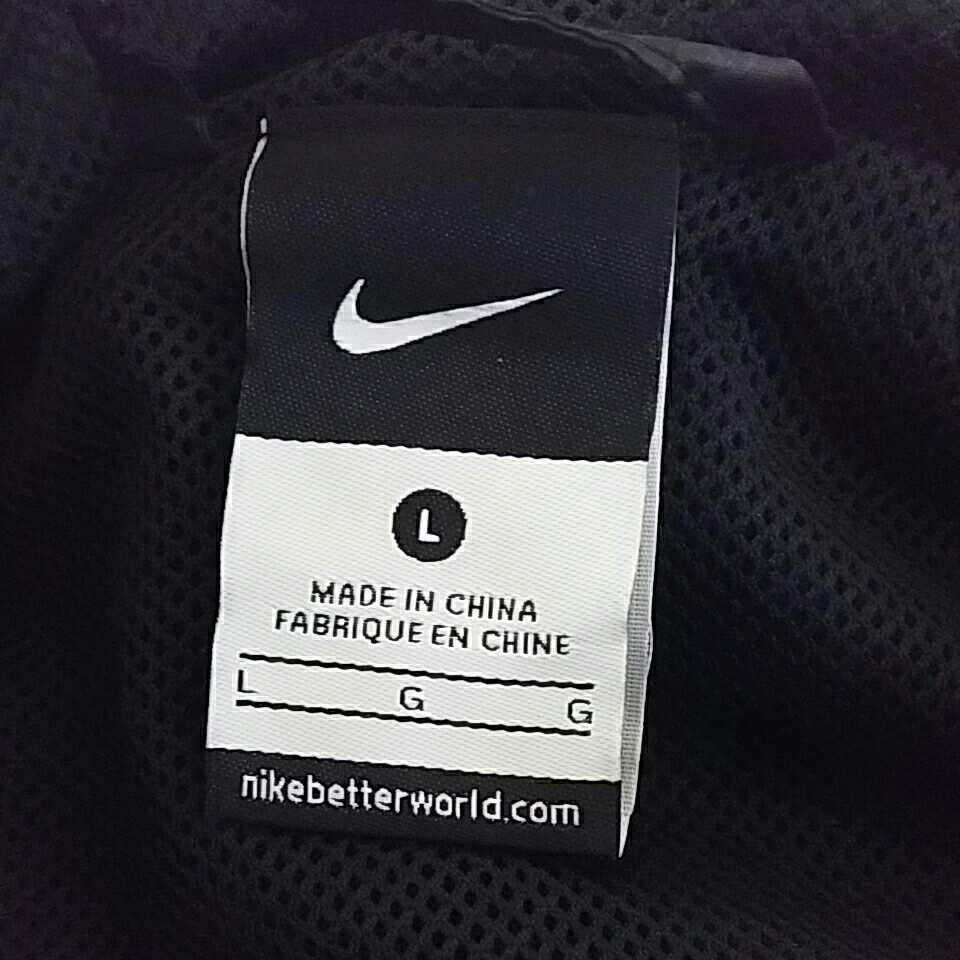 L
MADE IN CHINA
FABRIQUE EN CHINE
L G G
nikebetterworld.com